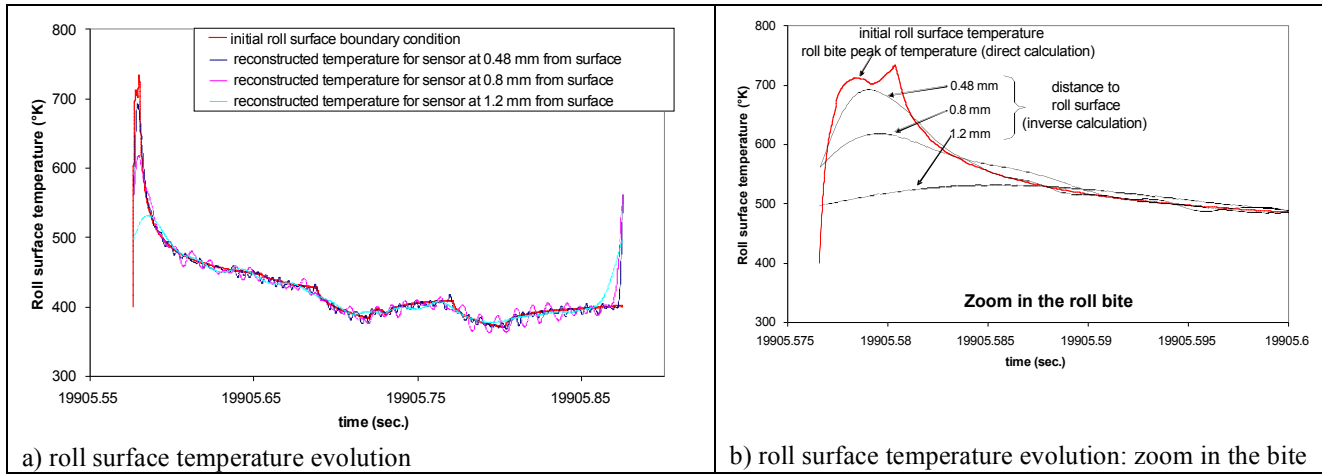 800
700
600
500
400
300
Roll surface temperature (°K)
initial roll surface boundary condition
reconstructed temperature for sensor at 0.48 mm from surface
reconstructed temperature for sensor at 0.8 mm from surface
reconstructed temperature for sensor at 1.2 mm from surface
19905.55 19905.65 19905.75 19905.85
time (sec.)
a) roll surface temperature evolution
800
700
600
500
400
300
Roll surface temperature (°K)
initial roll surface temperature
roll bite peak of temperature (direct calculation)
0.48 mm
0.8 mm
1.2 mm
distance to
roll surface
(inverse calculation)
Zoom in the roll bite
19905.575 19905.58 19905.585 19905.59 19905.595 19905.6
time (sec.)
b) roll surface temperature evolution: zoom in the bite